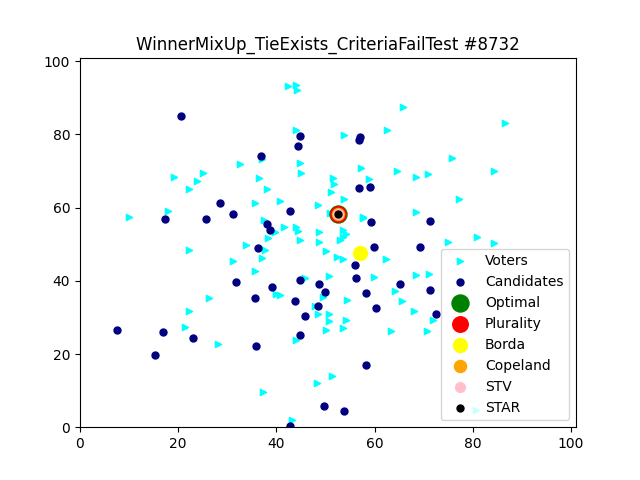 WinnerMixUp_TieExists_CriteriaFailTest #8732
100
80
60
40
20
0
0 20 40 60 80 100
Voters
Candidates
Optimal
Plurality
Borda
Copeland
STV
STAR